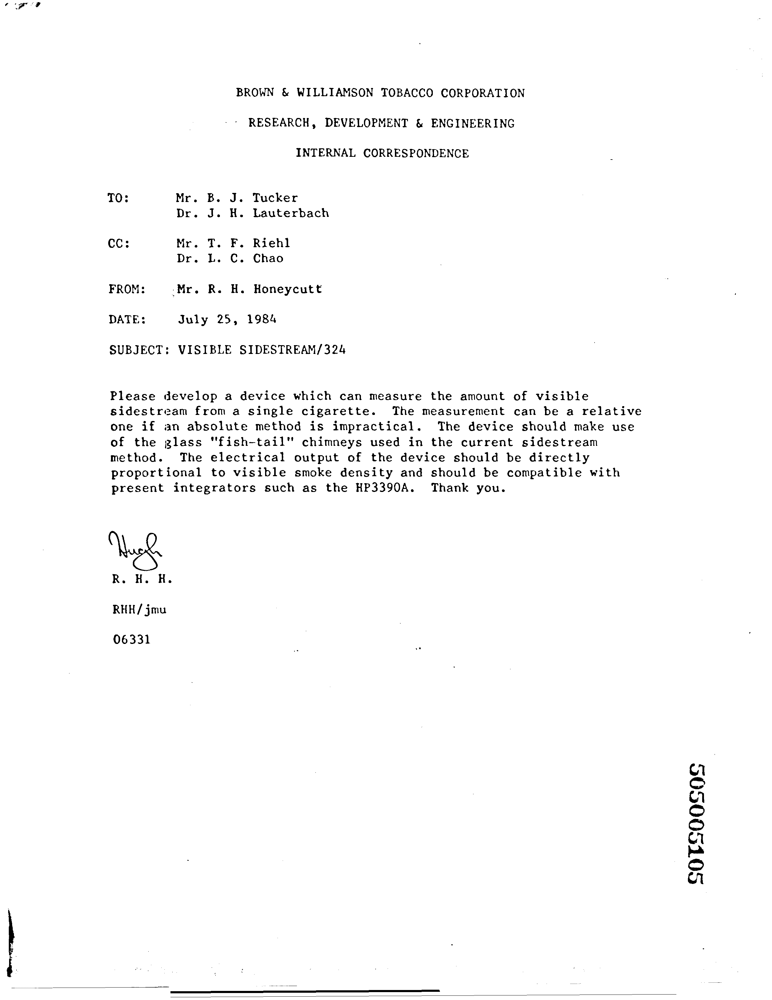 BROWN & WILLIAMSON TOBACCO CORPORATION
RESEARCH, DEVELOPMENT & ENGINEERING
INTERNAL CORRESPONDENCE
TO: Mr. B. J. Tucker
Dr. J. H. Lauterbach
CC: Mr. T. F. Riehl
Dr. L. C. Chao
FROM: Mr. R. H. Honeycutt
DATE: July 25, 1984
SUBJECT: VISIBLE SIDESTREAM/324
Please develop a device which can measure the amount of visible
sidestream from a single cigarette. The measurement can be a relative
one if an absolute method is impractical. The device should make use
of the glass "fish-tail" chimneys used in the current sidestream
method. The electrical output of the device should be directly
proportional to visible smoke density and should be compatible with
present integrators such as the HP3390A. Thank you.
Hugh
R. H. H.
RHH/jmu
06331
505005105